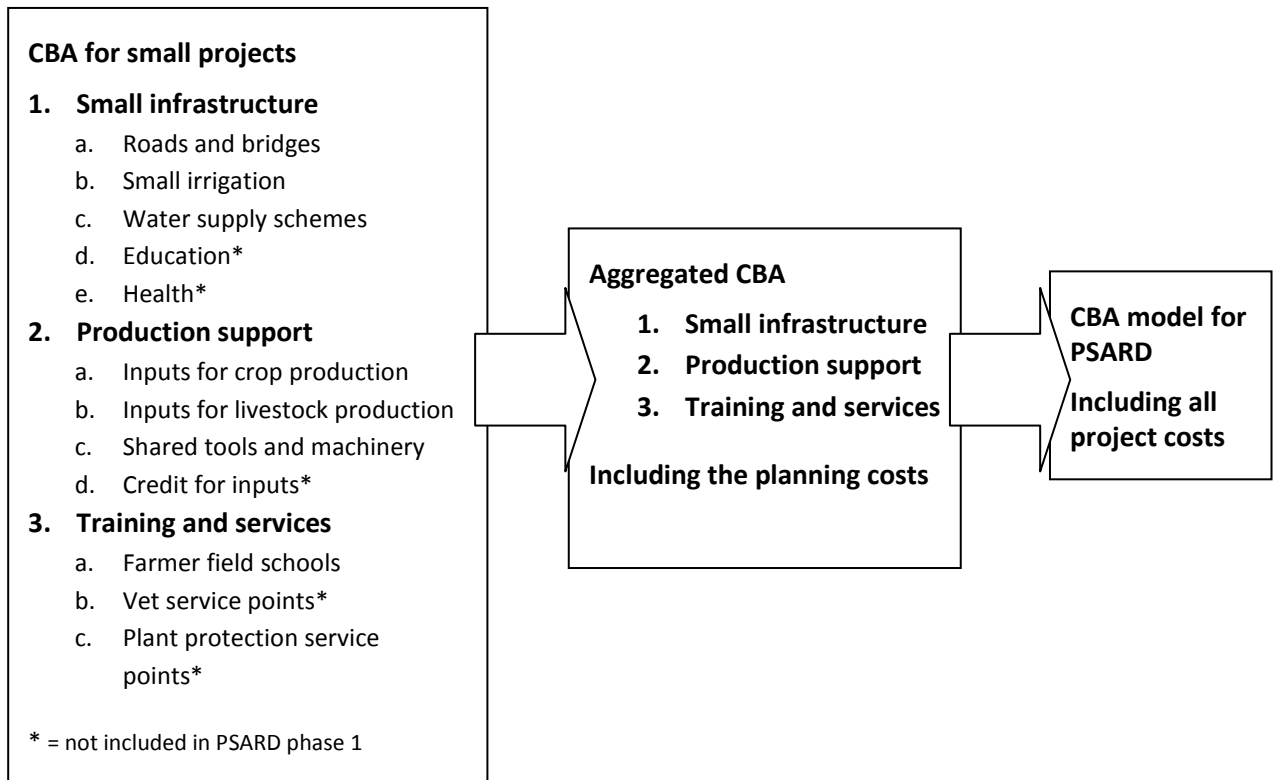 CBA for small projects
1. Small infrastructure
a. Roads and bridges
b. Small irrigation
c. Water supply schemes
d. Education*
e. Health*
2. Production support
a. Inputs for crop production
b. Inputs for livestock production
c. Shared tools and machinery
d. Credit for inputs*
3. Training and services
a. Farmer field schools
b. Vet service points*
c. Plant protection service
points*
* = not included in PSARD phase 1
Aggregated CBA
1. Small infrastructure
2. Production support
3. Training and services
Including the planning costs
CBA model for
PSARD
Including all
project costs